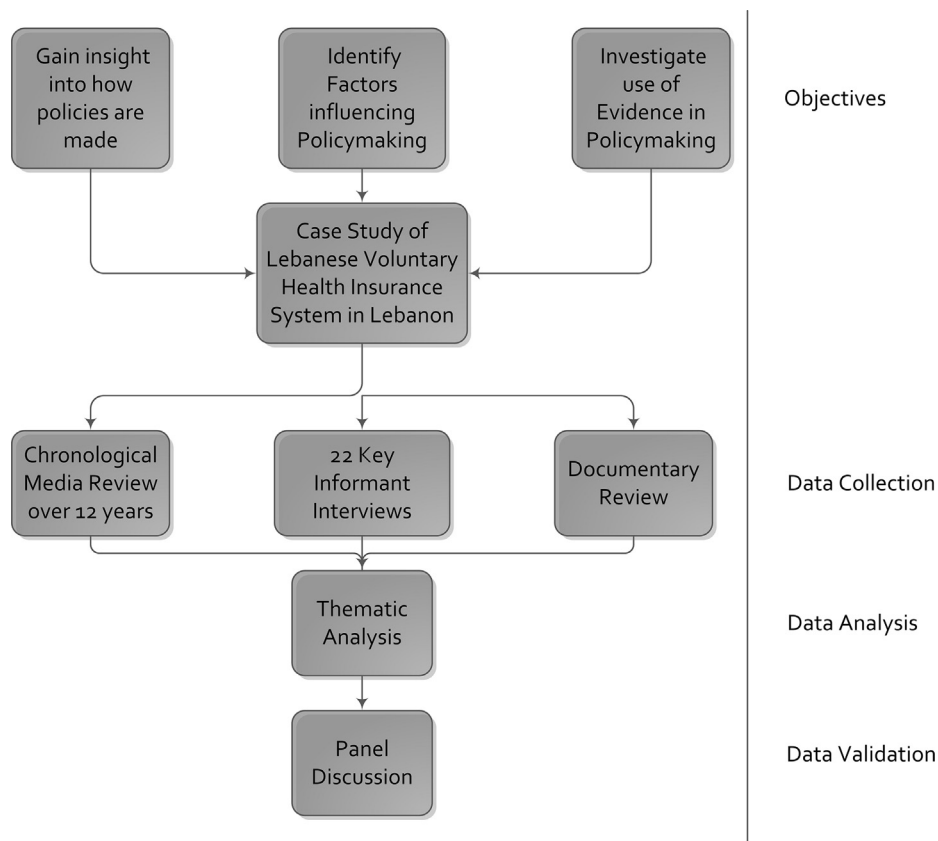 Gain insight
into how
policies are
made
Identify
Factors
influencing
Policymaking
Investigate
use of
Evidence in
Policymaking
Objectives
Case Study of
Lebanese Voluntary
Health Insurance
System in Lebanon
Chronological
Media Review
over 12 years
22 Key
Informant
Interviews
Documentary
Review
Data Collection
Thematic
Analysis
Data Analysis
Panel
Discussion
Data Validation